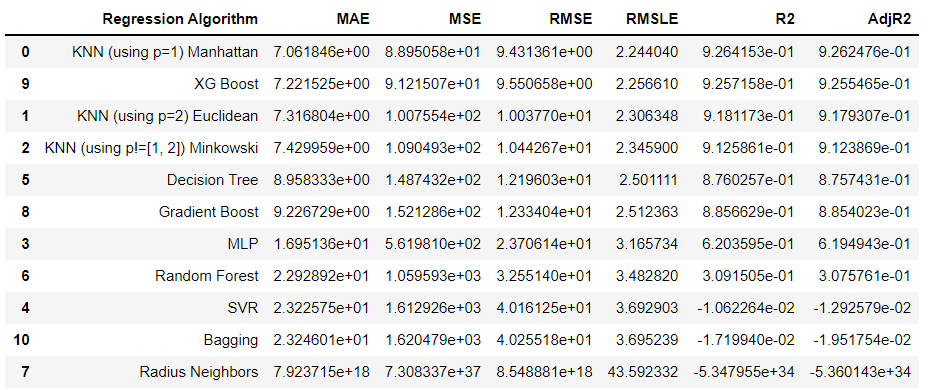 Regression Algorithm MAE MSE RMSE RMSLE R2 AdjR2
0 KNN (using p=1) Manhattan 7.061846e+00 8.895058e+01 9.431361e+00 2.244040 9.264153e-01 9.262476e-01
9 XG Boost 7.221525e+00 9.121507e+01 9.550658e+00 2.256610 9.257158e-01 9.255465e-01
1 KNN (using p=2) Euclidean 7.316804e+00 1.007554e+02 1.003770e+01 2.306348 9.181173e-01 9.179307e-01
2 KNN (using p!=[1, 2]) Minkowski 7.429959e+00 1.090493e+02 1.044267e+01 2.345900 9.125861e-01 9.123869e-01
5 Decision Tree 8.958333e+00 1.487432e+02 1.219603e+01 2.501111 8.760257e-01 8.757431e-01
8 Gradient Boost 9.226729e+00 1.521286e+02 1.233404e+01 2.512363 8.856629e-01 8.854023e-01
3 MLP 1.695136e+01 5.619810e+02 2.370614e+01 3.165734 6.203595e-01 6.194943e-01
6 Random Forest 2.292892e+01 1.059593e+03 3.255140e+01 3.482820 3.091505e-01 3.075761e-01
4 SVR 2.322575e+01 1.612926e+03 4.016125e+01 3.692903 -1.062264e-02 -1.292579e-02
10 Bagging 2.324601e+01 1.620479e+03 4.025518e+01 3.695239 -1.719940e-02 -1.951754e-02
7 Radius Neighbors 7.923715e+18 7.308337e+37 8.548881e+18 43.592332 -5.347955e+34 -5.360143e+34